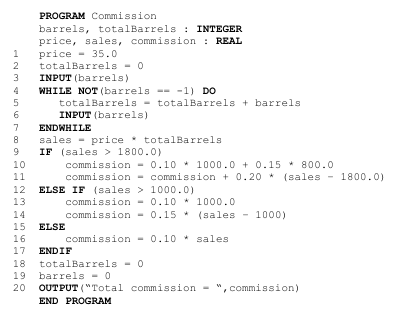 PROGRAM Commission
barrels, totalBarrels : INTEGER
price, sales, commission : REAL
1 price = 35.0
2 totalBarrels = 0
3 INPUT(barrels)
4 WHILE NOT(barrels == -1) DO
5 totalBarrels = totalBarrels + barrels
6 INPUT(barrels)
7 ENDWHILE
8 sales = price * totalBarrels
9 IF (sales > 1800.0)
10 commission = 0.10 * 1000.0 + 0.15 * 800.0
11 commission = commission + 0.20 * (sales - 1800.0)
12 ELSE IF (sales > 1000.0)
13 commission = 0.10 * 1000.0
14 commission = 0.15 * (sales - 1000)
15 ELSE
16 commission = 0.10 * sales
17 ENDIF
18 totalBarrels = 0
19 barrels = 0
20 OUTPUT(“Total commission = “,commission)
END PROGRAM